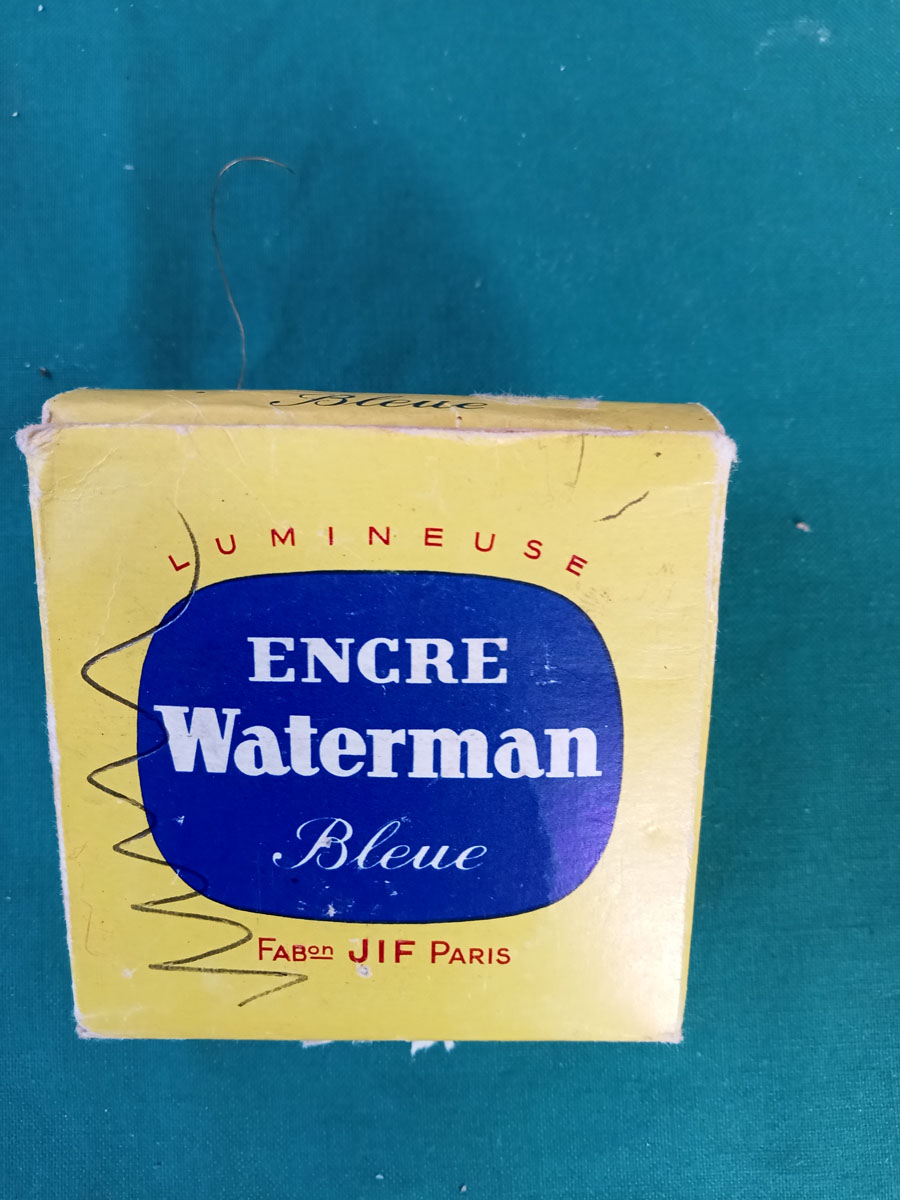 Bleue
LUMINEUSE
ENCRE
Waterman
Bleue
FABon JIF PARIS